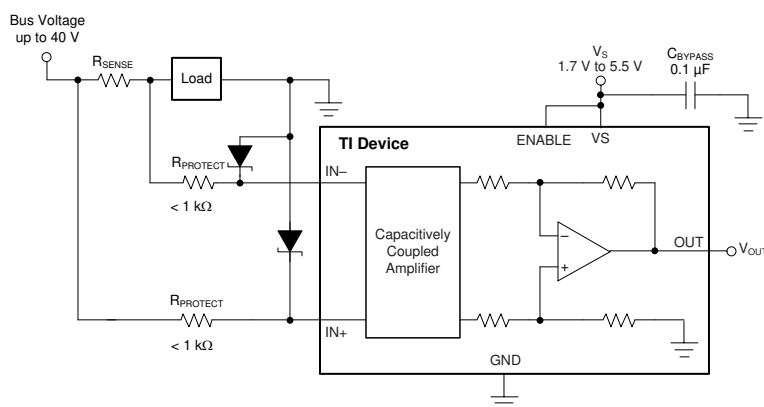 Bus Voltage
up to 40 V
RSENSE
Load
VS
1.7 V to 5.5 V
CBYPASS
0.1 µF
ENABLE
VS
TI Device
RPROTECT
< 1 kΩ
IN–
Capacitively
Coupled
Amplifier
–
+
OUT
VOUT
RPROTECT
< 1 kΩ
IN+
GND